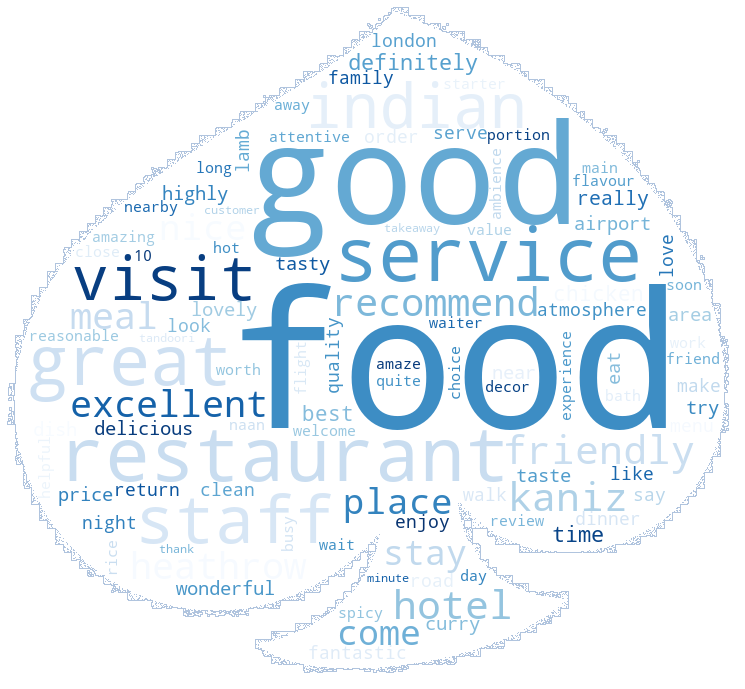 london
definitely
family
starter
away
indian
attentive
order
serve
portion
good
lamb
ambience
long
main
flavour
highly
really
nearby
customer
nice
takeaway
value
airport
amazing
service
close
10
hot
love
visit
tasty
soon
food
recommend
chicken
meal
lovely
atmosphere
area
look
waiter
reasonable
tandoori
quality
great
flight
worth
amaze
quite
choice
near
decor
experience
eat
work
friend
make
bath
excellent
best
try
naan
welcome
menu
delicious
dish
restaurant
friendly
helpful
taste
like
price
return
clean
place
walk
kaniz
say
night
staff
enjoy
review
dinner
busy
wait
time
rice
thank
heathrow
stay
wonderful
minute
road
day
hotel
spicy
curry
come
fantastic